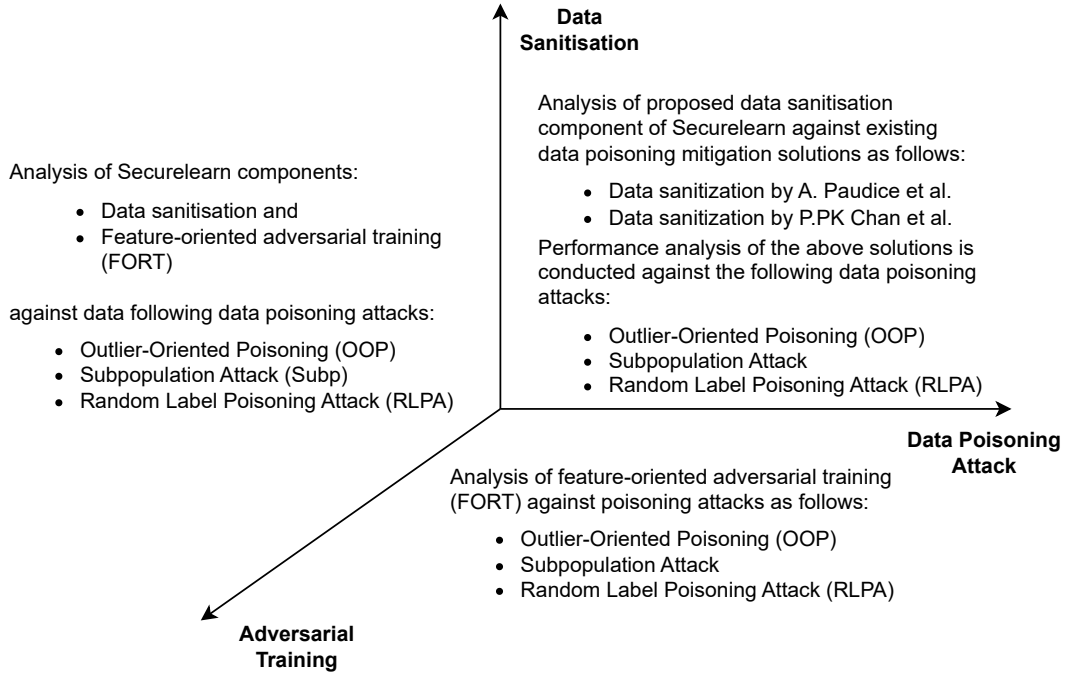 Data
Sanitisation
Analysis of proposed data sanitisation
component of Securelearn against existing
data poisoning mitigation solutions as follows:
• Data sanitization by A. Paudice et al.
• Data sanitization by P.PK Chan et al.
Performance analysis of the above solutions is
conducted against the following data poisoning
attacks:
• Outlier-Oriented Poisoning (OOP)
• Subpopulation Attack
• Random Label Poisoning Attack (RLPA)
Analysis of Securelearn components:
• Data sanitisation and
• Feature-oriented adversarial training
(FORT)
against data following data poisoning attacks:
• Outlier-Oriented Poisoning (OOP)
• Subpopulation Attack (Subp)
• Random Label Poisoning Attack (RLPA)
Data Poisoning
Attack
Analysis of feature-oriented adversarial training
(FORT) against poisoning attacks as follows:
• Outlier-Oriented Poisoning (OOP)
• Subpopulation Attack
• Random Label Poisoning Attack (RLPA)
Adversarial
Training